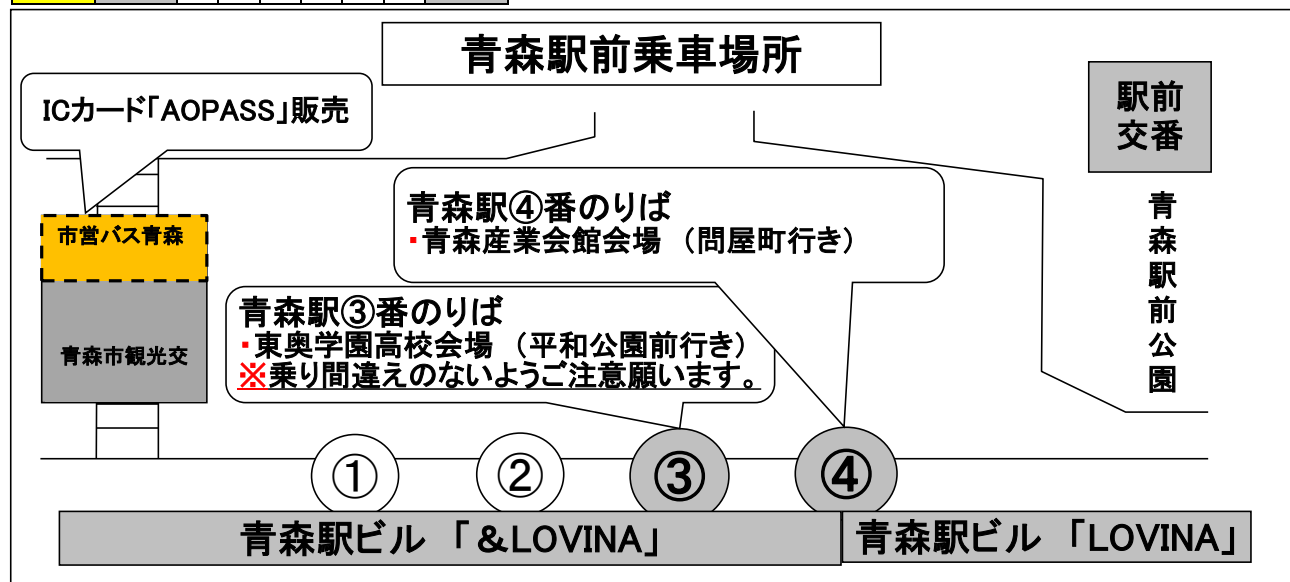 青森駅前乗車場所
ICカード「AOPASS」販売
駅前
交番
青森駅④番のりば
・青森産業会館会場 （問屋町行き）
青森駅前公園
市営バス青森
青森駅③番のりば
・東奥学園高校会場 （平和公園前行き）
※乗り間違えのないようご注意願います。
青森市観光交
①
②
③
④
青森駅ビル 「&LOVINA」
青森駅ビル 「LOVINA」